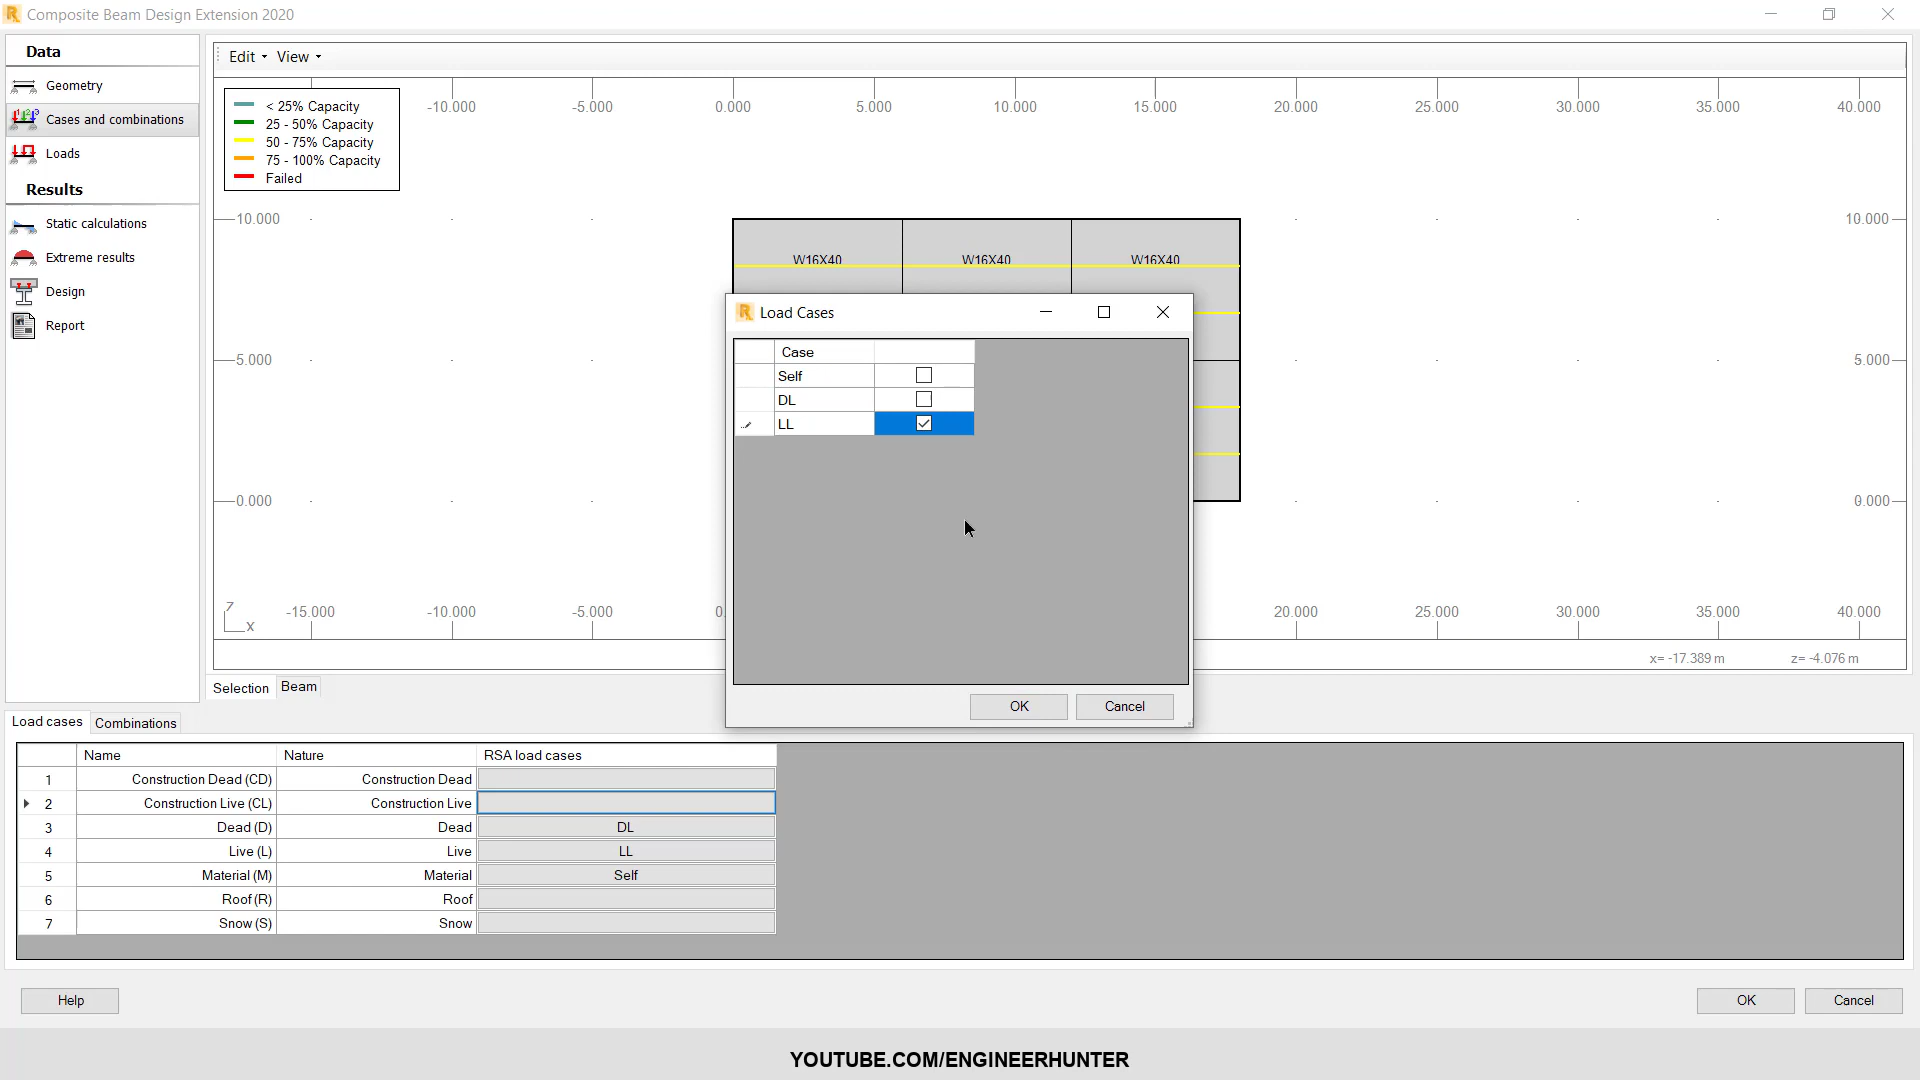 Composite Beam Design Extension 2020
Data
Geometry
Cases and combinations
Loads
Results
Static calculations
Extreme results
Design
Report
Edit View
< 25% Capacity
25 - 50% Capacity
50 - 75% Capacity
75 - 100% Capacity
Failed
-10.000 -5.000 0.000 5.000 10.000 15.000 20.000 25.000 30.000 35.000 40.000
10.000 10.000
W16X40 W16X40 W16X40
5.000 5.000
0.000 0.000
Load Cases
Case
Self
DL
LL
OK Cancel
Z
X
-15.000 -10.000 -5.000 0. 20.000 25.000 30.000 35.000 40.000
x= -17.389 m z= -4.076 m
Selection Beam
Load cases Combinations
Name Nature RSA load cases
1 Construction Dead (CD) Construction Dead
2 Construction Live (CL) Construction Live
3 Dead (D) Dead DL
4 Live (L) Live LL
5 Material (M) Material Self
6 Roof (R) Roof
7 Snow (S) Snow
Help OK Cancel
YOUTUBE.COM/ENGINEERHUNTER